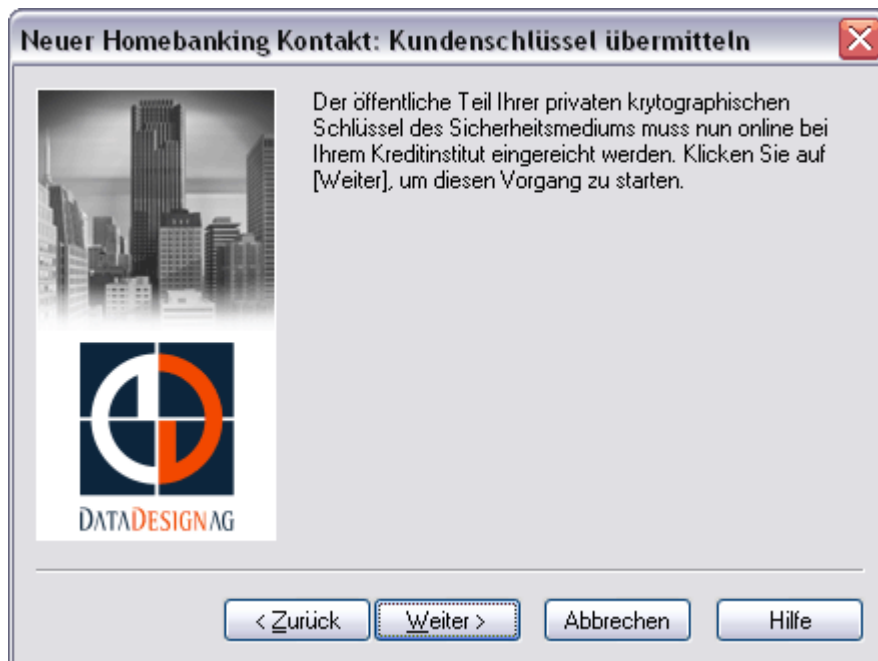 Neuer Homebanking Kontakt: Kundenschlüssel übermitteln
Der öffentliche Teil Ihrer privaten krytographischen
Schlüssel des Sicherheitsmediums muss nun online bei
Ihrem Kreditinstitut eingereicht werden. Klicken Sie auf
[Weiter], um diesen Vorgang zu starten.
DATADESIGNAG
< Zurück
Weiter >
Abbrechen
Hilfe